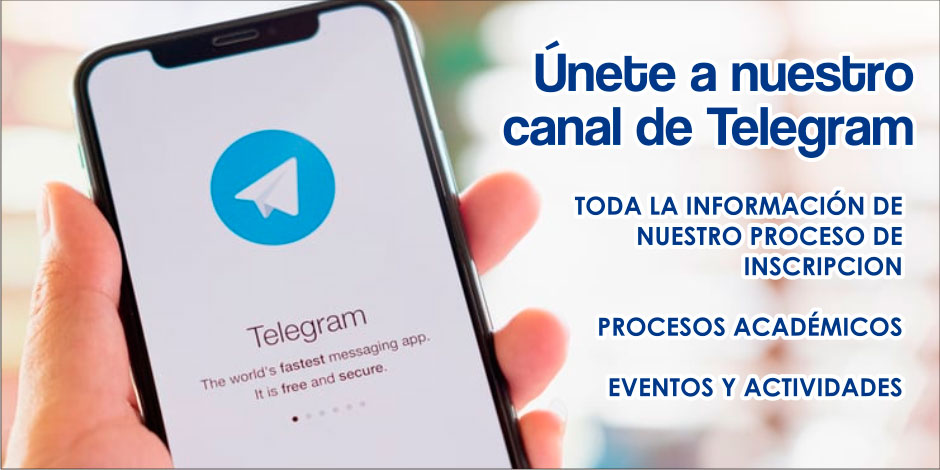 Únete a nuestro
canal de Telegram
TODA LA INFORMACIÓN DE
NUESTRO PROCESO DE
INSCRIPCION
PROCESOS ACADÉMICOS
EVENTOS Y ACTIVIDADES
Telegram
The world's fastest messaging app.
It is free and secure.